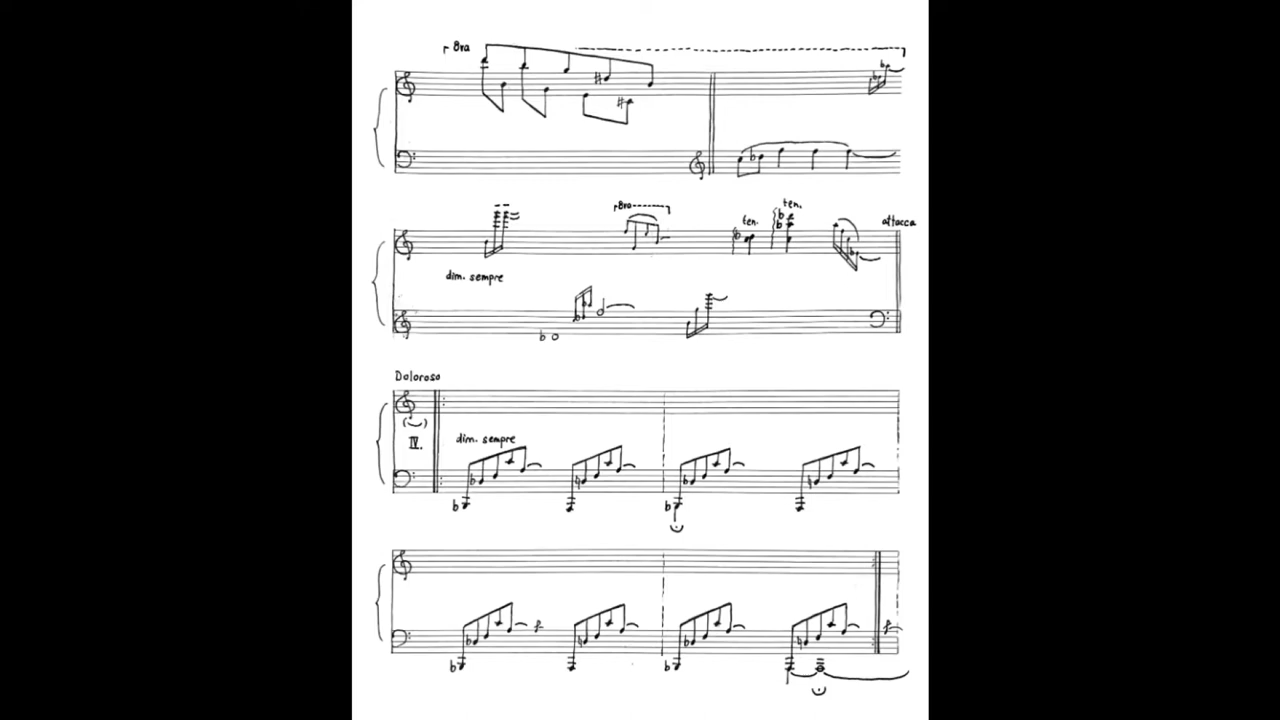 8va
dim. sempre
8va
ten.
ten.
attacca
Doloroso
IV.
dim. sempre